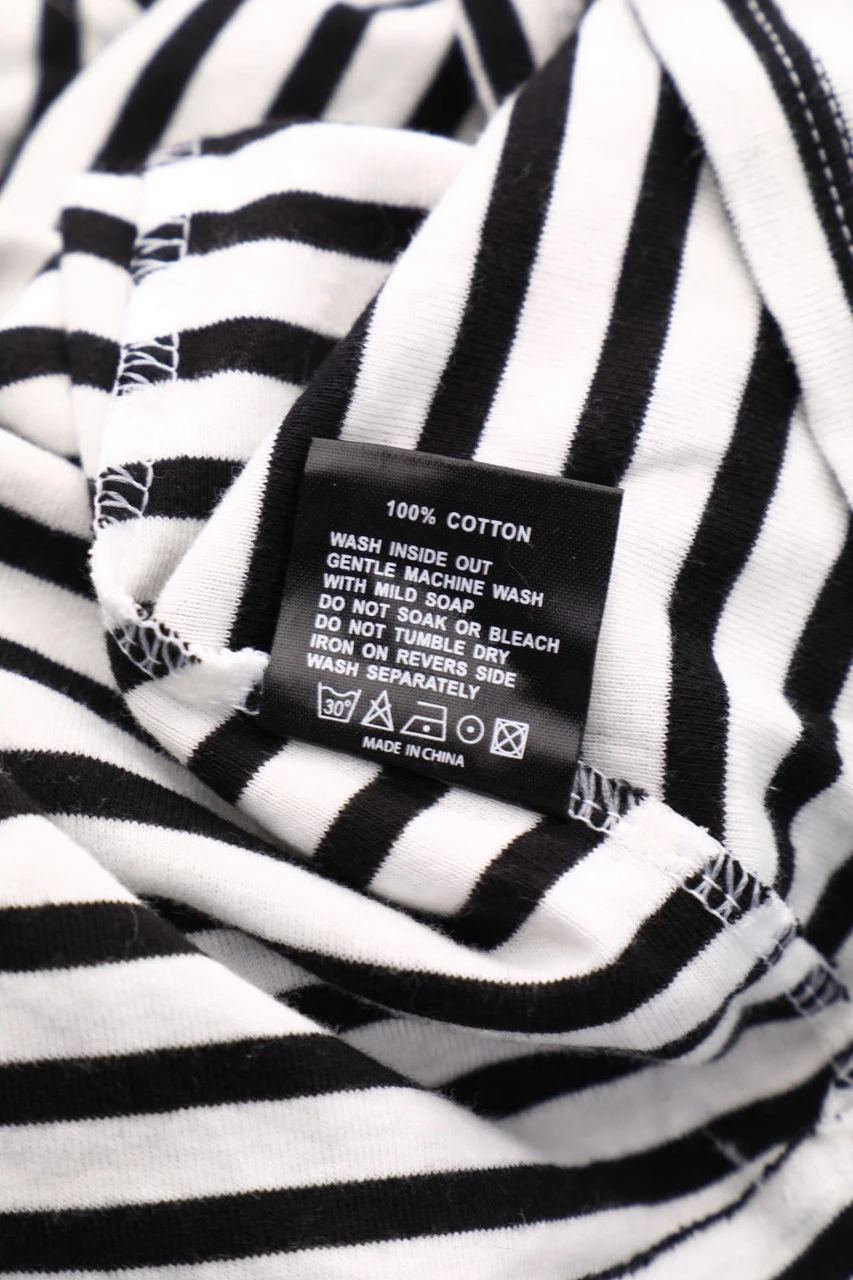 100% COTTON
WASH INSIDE OUT
GENTLE MACHINE WASH
WITH MILD SOAP
DO NOT SOAK OR BLEACH
DO NOT TUMBLE DRY
IRON ON REVERS SIDE
WASH SEPARATELY
30°
MADE IN CHINA